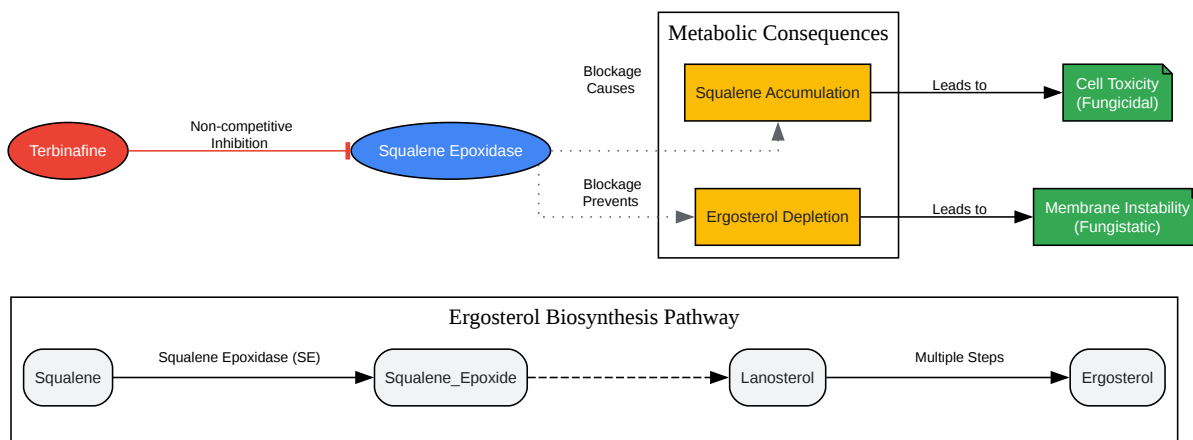 Metabolic Consequences
Blockage
Causes
Squalene Accumulation
Leads to
Cell Toxicity
(Fungicidal)
Terbinafine
Non-competitive
Inhibition
Squalene Epoxidase
Blockage
Prevents
Ergosterol Depletion
Leads to
Membrane Instability
(Fungistatic)
Ergosterol Biosynthesis Pathway
Squalene
Squalene Epoxidase (SE)
Squalene_Epoxide
Lanosterol
Multiple Steps
Ergosterol